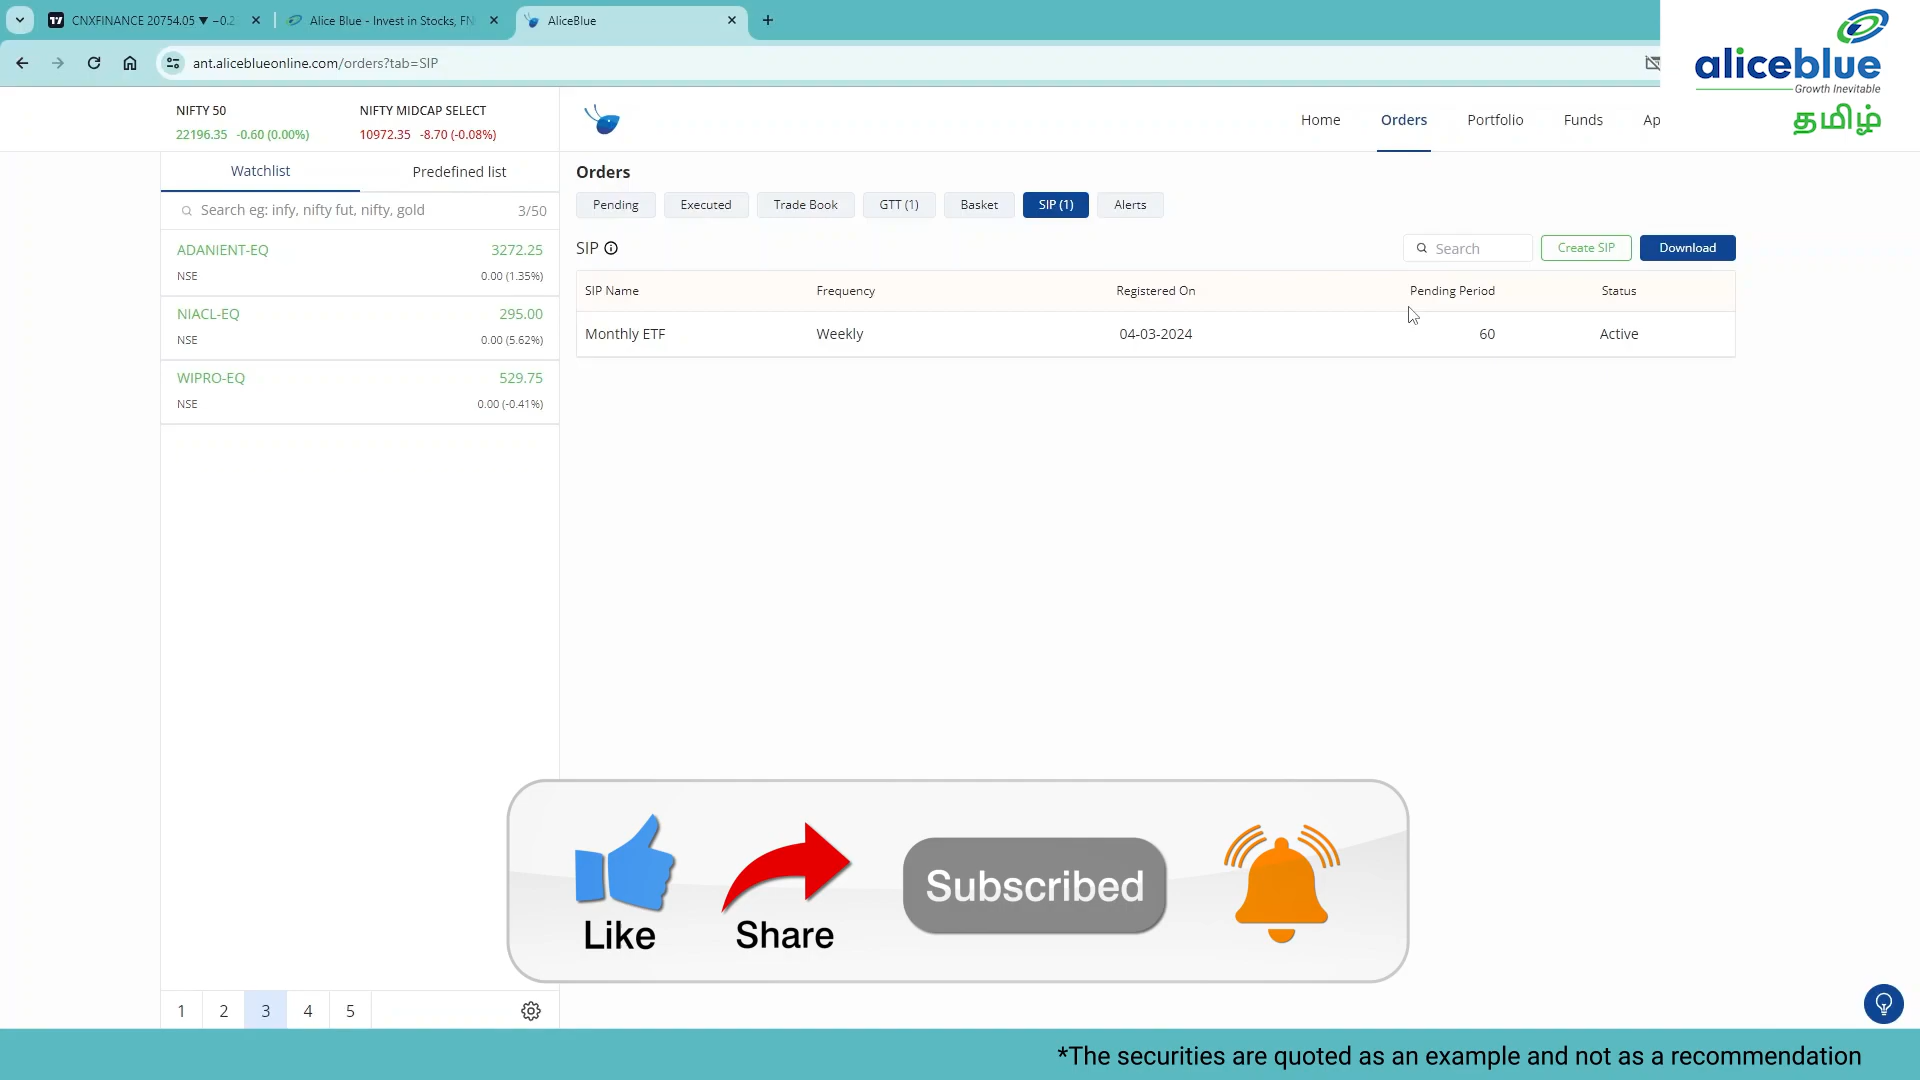 CNXFINANCE 20754.05 ▼ −0.2
Alice Blue - Invest in Stocks, FN
AliceBlue
ant.aliceblueonline.com/orders?tab=SIP
aliceblue
Growth Inevitable
தமிழ்
NIFTY 50
22196.35 -0.60 (0.00%)
NIFTY MIDCAP SELECT
10972.35 -8.70 (-0.08%)
Home Orders Portfolio Funds Ap
Watchlist Predefined list
Search eg: infy, nifty fut, nifty, gold 3/50
ADANIENT-EQ 3272.25
NSE 0.00 (1.35%)
NIACL-EQ 295.00
NSE 0.00 (5.62%)
WIPRO-EQ 529.75
NSE 0.00 (-0.41%)
1 2 3 4 5
Orders
Pending Executed Trade Book GTT (1) Basket SIP (1) Alerts
SIP Search Create SIP Download
SIP Name Frequency Registered On Pending Period Status
Monthly ETF Weekly 04-03-2024 60 Active
Like Share Subscribed
*The securities are quoted as an example and not as a recommendation